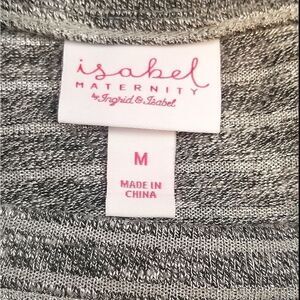 isabel
MATERNITY
by Ingrid & Isabel
M
MADE IN
CHINA